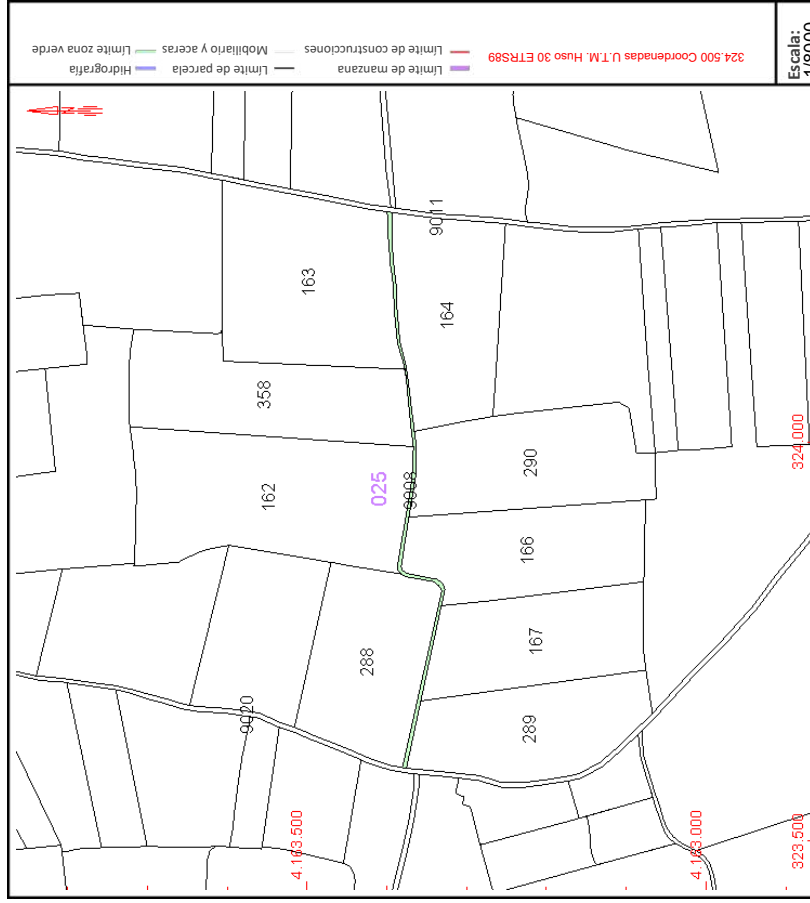 Límite zona verde
Hidrografía
Mobiliario y aceras
Límite de parcela
Límite de construcciones
Límite de manzana
324.500 Coordenadas U.T.M. Huso 30 ETRS89
Escala:
1/8000
9011
163
164
358
324.000
162
025
9008
290
166
288
167
9020
289
4.163.500
4.163.000
323.500